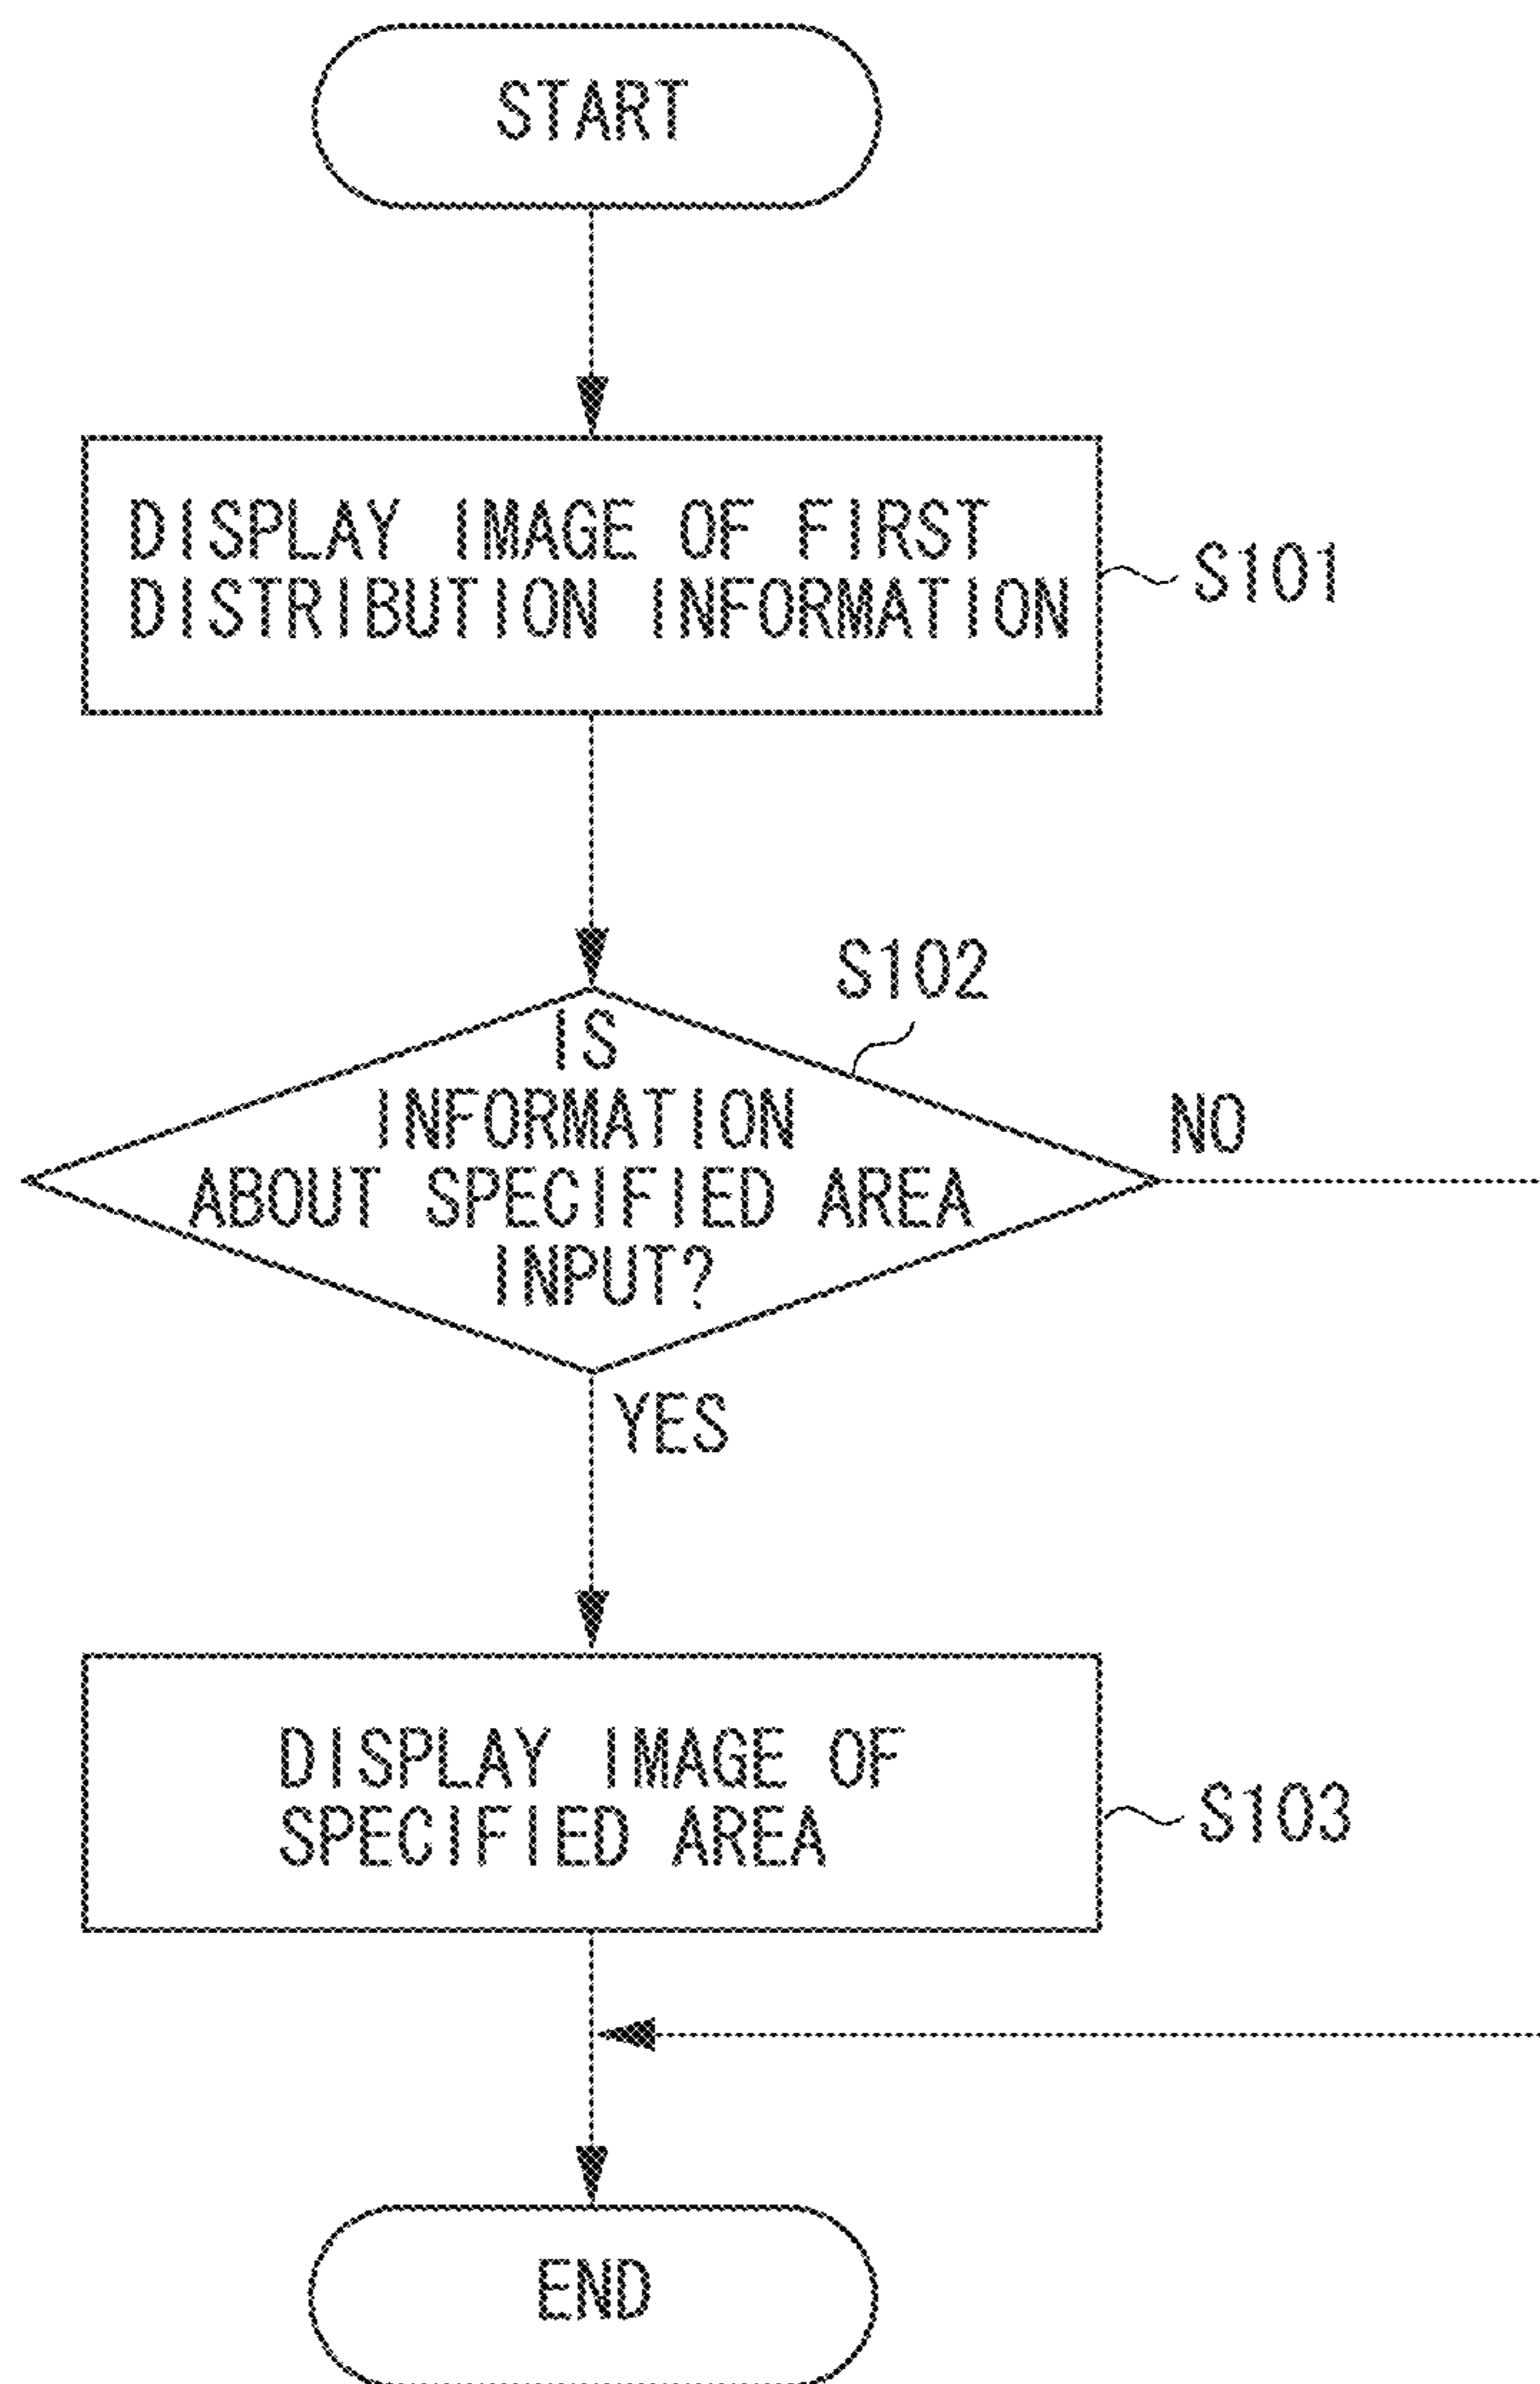 START
DISPLAY IMAGE OF FIRST
DISTRIBUTION INFORMATION
S101
S102
IS
INFORMATION
ABOUT SPECIFIED AREA
INPUT?
NO
YES
DISPLAY IMAGE OF
SPECIFIED AREA
S103
END